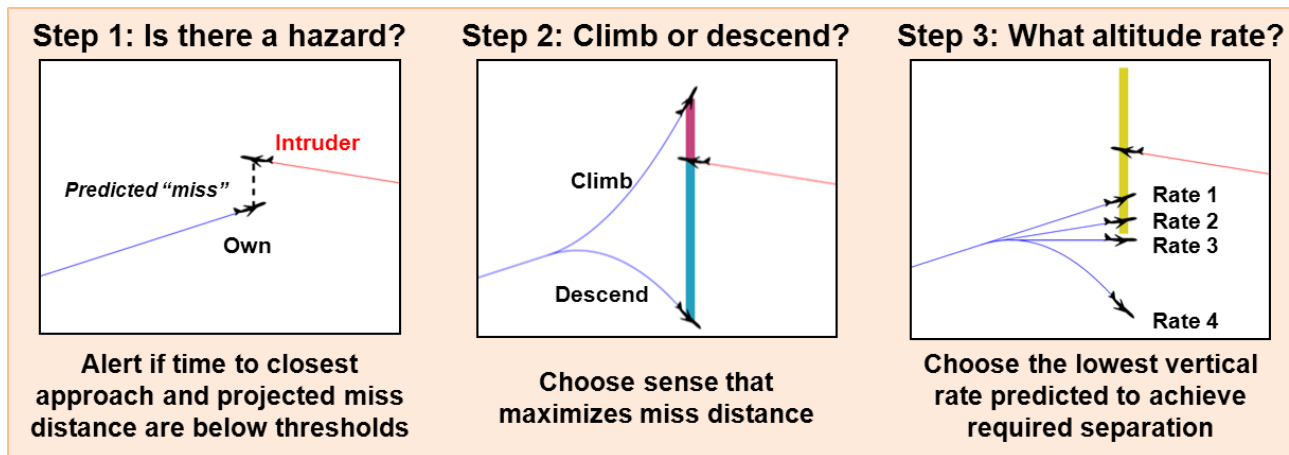 Step 1: Is there a hazard?
Intruder
Predicted “miss”
Own
Alert if time to closest
approach and projected miss
distance are below thresholds
Step 2: Climb or descend?
Climb
Descend
Choose sense that
maximizes miss distance
Step 3: What altitude rate?
Rate 1
Rate 2
Rate 3
Rate 4
Choose the lowest vertical
rate predicted to achieve
required separation